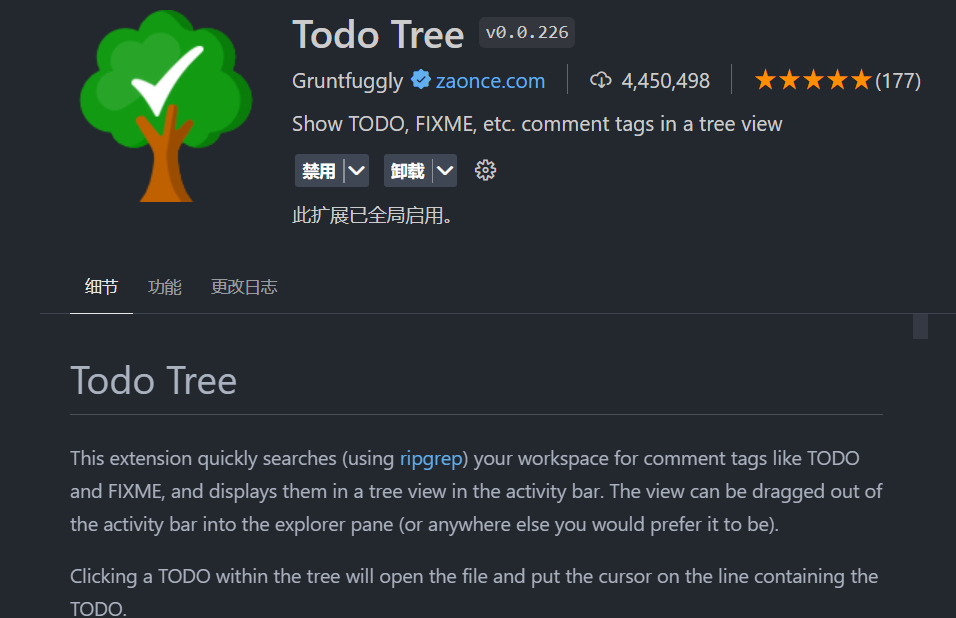 Todo Tree v0.0.226
Gruntfuggly zaonce.com 4,450,498 (177)
Show TODO, FIXME, etc. comment tags in a tree view
禁用 卸载
此扩展已全局启用。
细节 功能 更改日志
Todo Tree
This extension quickly searches (using ripgrep) your workspace for comment tags like TODO
and FIXME, and displays them in a tree view in the activity bar. The view can be dragged out of
the activity bar into the explorer pane (or anywhere else you would prefer it to be).
Clicking a TODO within the tree will open the file and put the cursor on the line containing the
TODO.